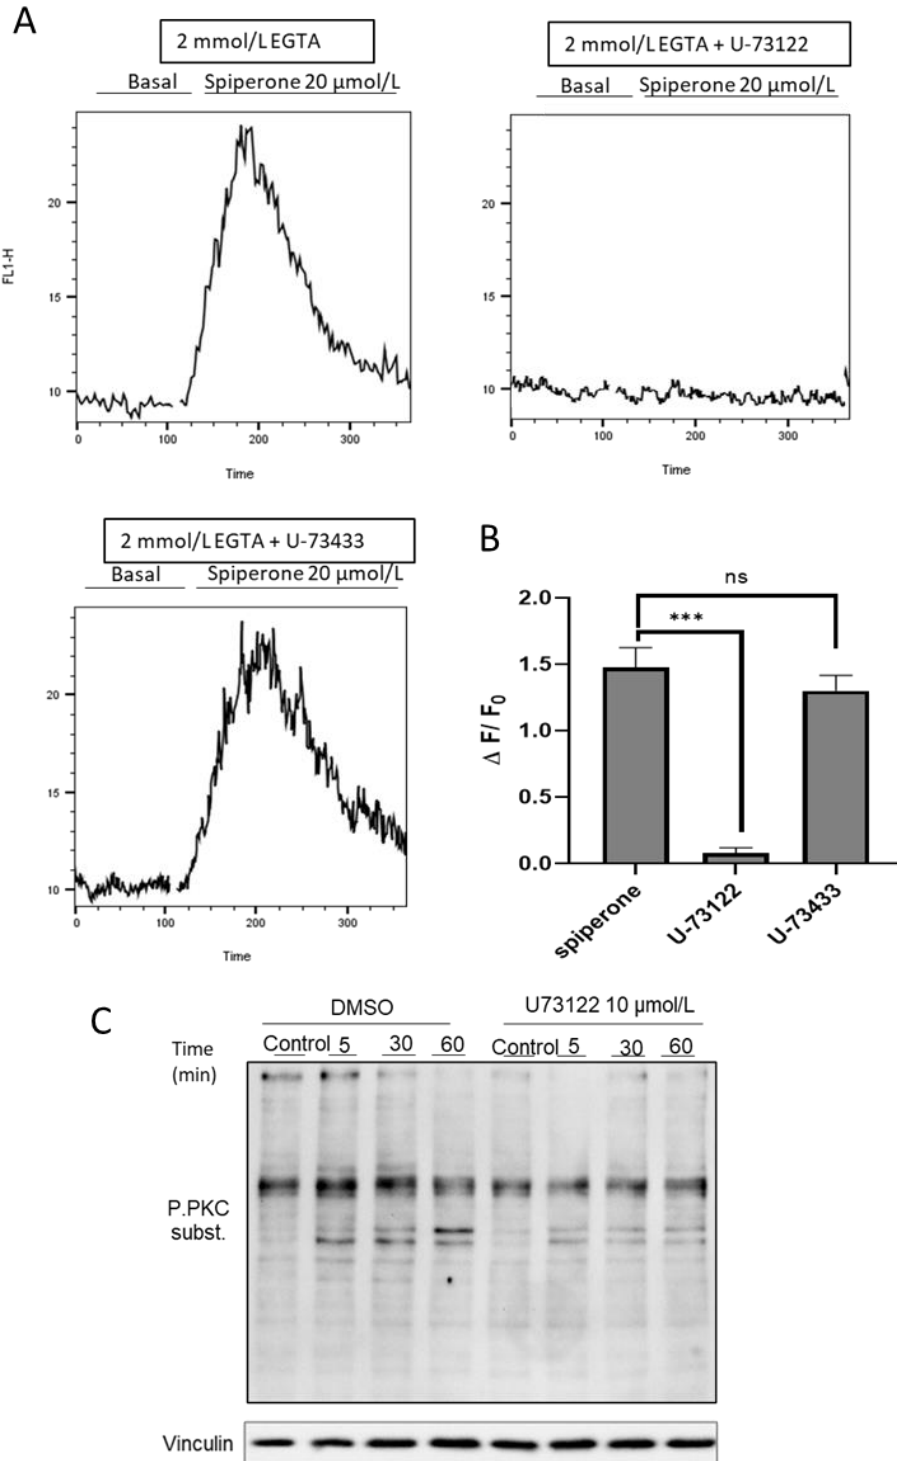 A
2 mmol/L EGTA
2 mmol/L EGTA + U-73122
Basal Spiperone 20 µmol/L
Basal Spiperone 20 µmol/L
FL1-H
20
15
10
0 100 200 300
Time
20
15
10
0 100 200 300
Time
2 mmol/L EGTA + U-73433
Basal Spiperone 20 µmol/L
20
15
10
0 100 200 300
Time
B
ns
***
Δ F/ F0
2.0
1.5
1.0
0.5
0.0
spiperone
U-73122
U-73433
C
DMSO U73122 10 µmol/L
Time
(min)
Control 5 30 60 Control 5 30 60
P.PKC
subst.
Vinculin